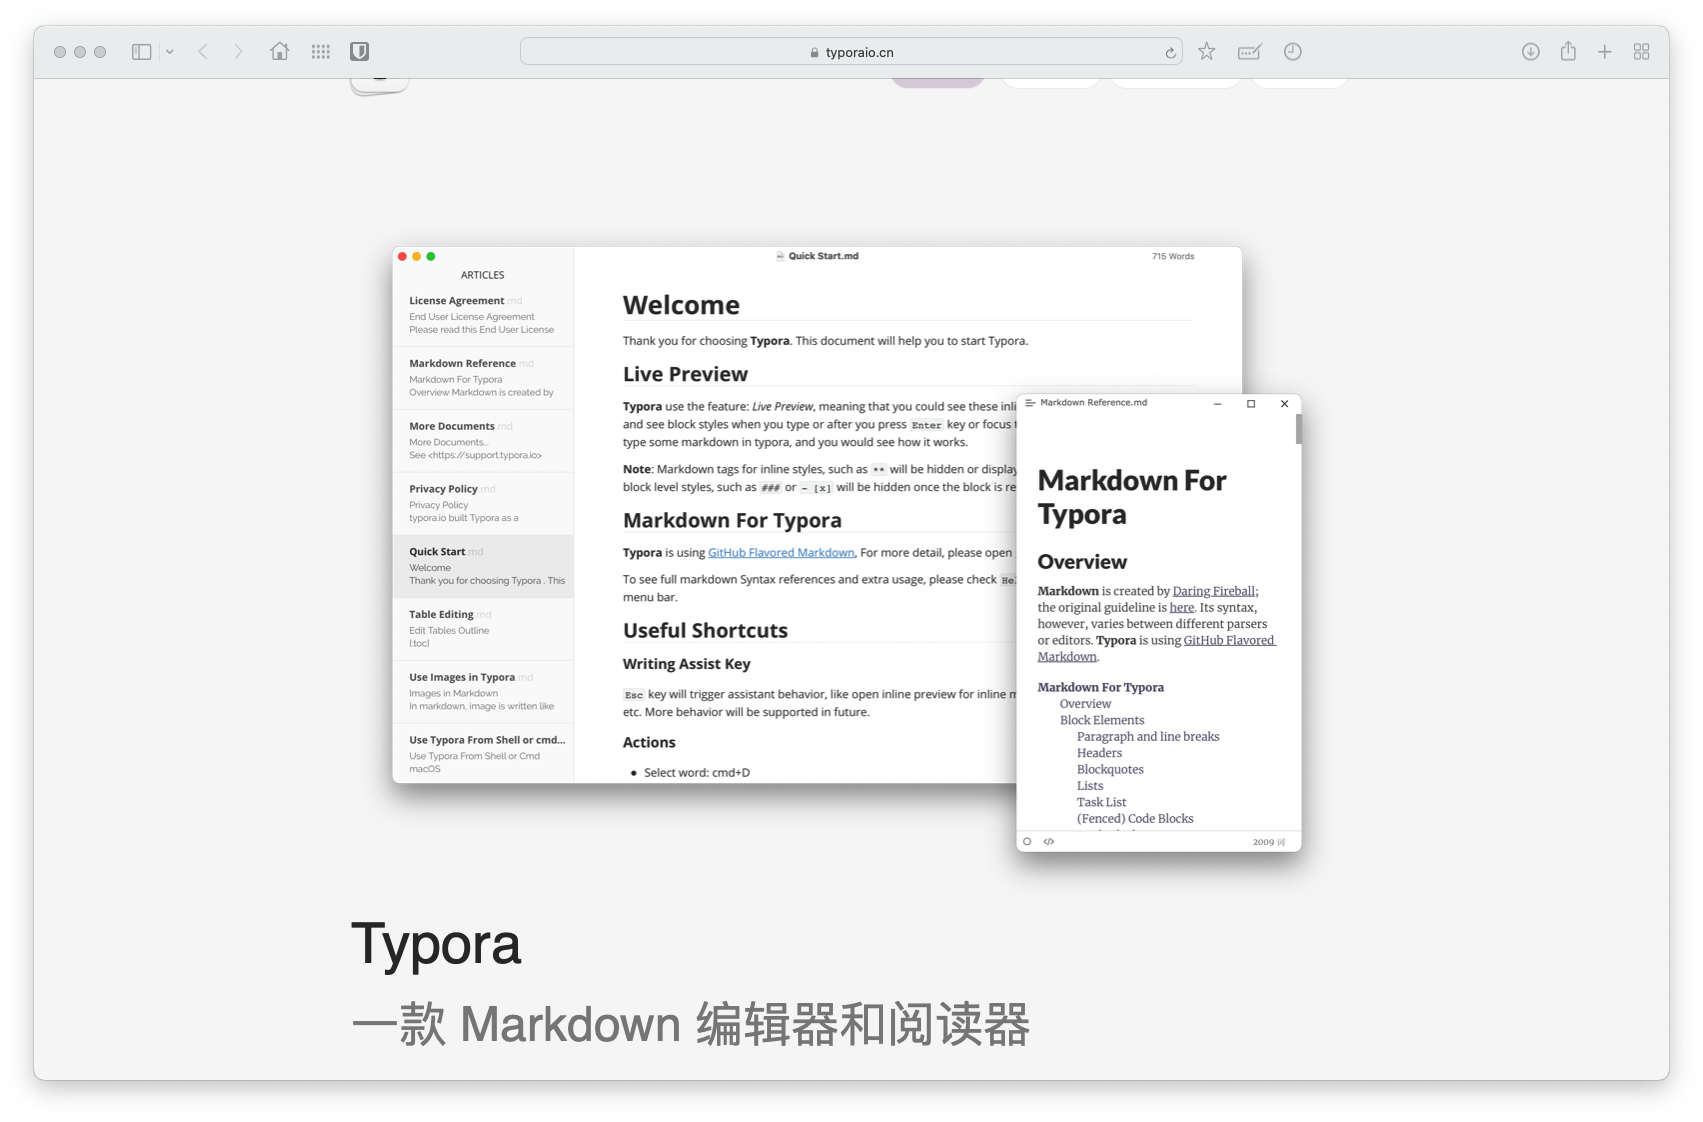 typoraio.cn
Quick Start.md
715 Words
ARTICLES
License Agreement.md
End User License Agreement
Please read this End User License
Markdown Reference.md
Markdown For Typora
Overview Markdown is created by
More Documents.md
More Documents...
See <https://support.typora.io>
Privacy Policy.md
Privacy Policy
typora.io built Typora as a
Quick Start.md
Welcome
Thank you for choosing Typora . This
Table Editing.md
Edit Tables Outline
[toc]
Use Images in Typora.md
Images in Markdown
In markdown, image is written like
Use Typora From Shell or cmd...
Use Typora From Shell or Cmd
macOS
Welcome
Thank you for choosing Typora. This document will help you to start Typora.
Live Preview
Typora use the feature: Live Preview, meaning that you could see these inli
and see block styles when you type or after you press Enter key or focus
type some markdown in typora, and you would see how it works.
Note: Markdown tags for inline styles, such as ** will be hidden or display
block level styles, such as ### or - [x] will be hidden once the block is re
Markdown For Typora
Typora is using GitHub Flavored Markdown, For more detail, please open
To see full markdown Syntax references and extra usage, please check Hel
menu bar.
Useful Shortcuts
Writing Assist Key
Esc key will trigger assistant behavior, like open inline preview for inline m
etc. More behavior will be supported in future.
Actions
• Select word: cmd+D
Markdown Reference.md
Markdown For
Typora
Overview
Markdown is created by Daring Fireball;
the original guideline is here. Its syntax,
however, varies between different parsers
or editors. Typora is using GitHub Flavored
Markdown.
Markdown For Typora
Overview
Block Elements
Paragraph and line breaks
Headers
Blockquotes
Lists
Task List
(Fenced) Code Blocks
</>
2009 词
Typora
一款 Markdown 编辑器和阅读器